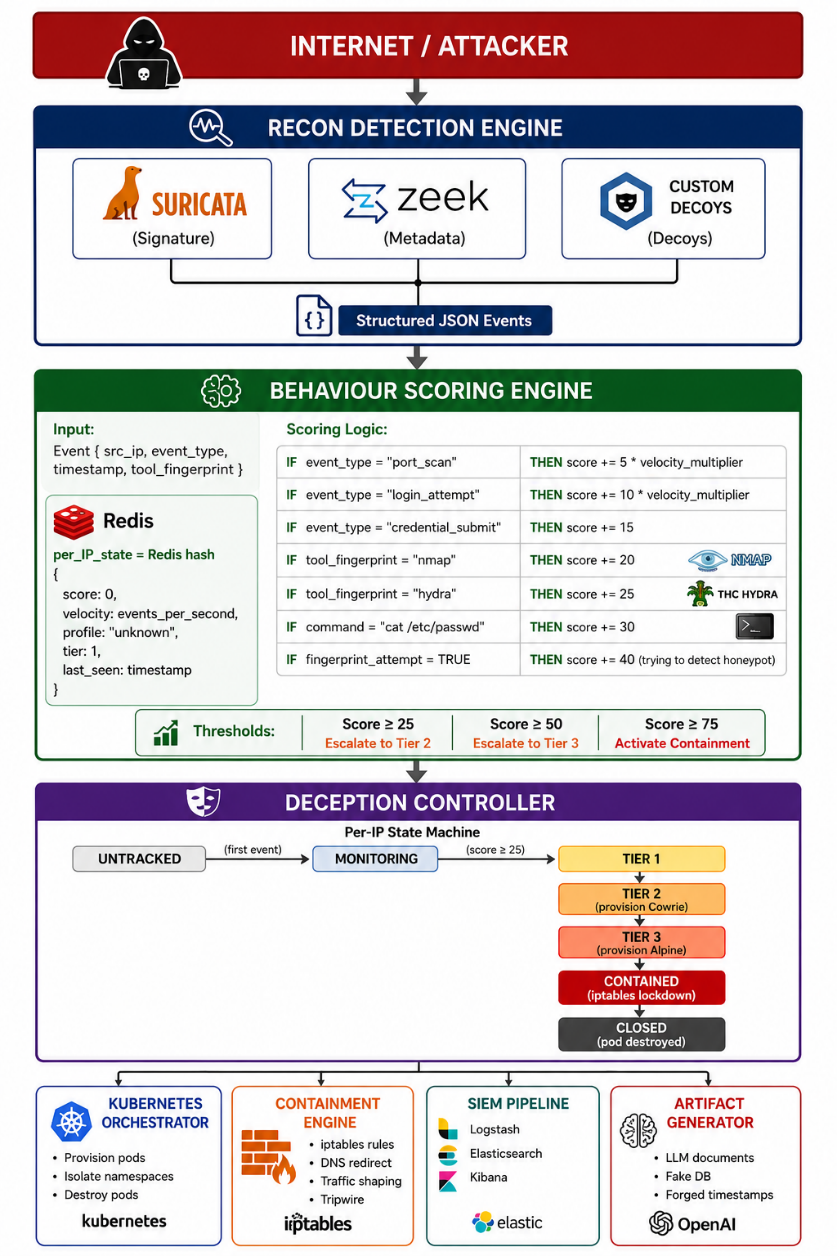 INTERNET / ATTACKER
RECON DETECTION ENGINE
SURICATA
(Signature)
zeek
(Metadata)
CUSTOM
DECOYS
(Decoys)
{ }
Structured JSON Events
BEHAVIOUR SCORING ENGINE
Input:
Event { src_ip, event_type,
timestamp, tool_fingerprint }
Redis
per_IP_state = Redis hash
{
score: 0,
velocity: events_per_second,
profile: "unknown",
tier: 1,
last_seen: timestamp
}
Scoring Logic:
IF event_type = "port_scan" THEN score += 5 * velocity_multiplier
IF event_type = "login_attempt" THEN score += 10 * velocity_multiplier
IF event_type = "credential_submit" THEN score += 15
IF tool_fingerprint = "nmap" THEN score += 20 NMAP
IF tool_fingerprint = "hydra" THEN score += 25 THC HYDRA
IF command = "cat /etc/passwd" THEN score += 30 >_
IF fingerprint_attempt = TRUE THEN score += 40 (trying to detect honeypot)
Thresholds:
Score ≥ 25
Escalate to Tier 2
Score ≥ 50
Escalate to Tier 3
Score ≥ 75
Activate Containment
DECEPTION CONTROLLER
Per-IP State Machine
UNTRACKED
(first event)
MONITORING
(score ≥ 25)
TIER 1
TIER 2
(provision Cowrie)
TIER 3
(provision Alpine)
CONTAINED
(iptables lockdown)
CLOSED
(pod destroyed)
KUBERNETES
ORCHESTRATOR
• Provision pods
• Isolate namespaces
• Destroy pods
kubernetes
CONTAINMENT
ENGINE
• iptables rules
• DNS redirect
• Traffic shaping
• Tripwire
iptables
SIEM PIPELINE
Logstash
Elasticsearch
Kibana
elastic
ARTIFACT
GENERATOR
• LLM documents
• Fake DB
• Forged timestamps
OpenAI